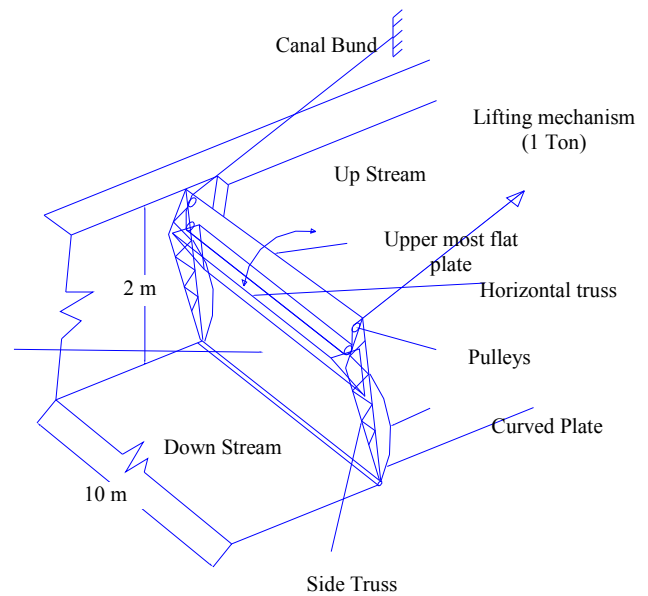 Canal Bund
Lifting mechanism
(1 Ton)
Up Stream
Upper most flat
plate
Horizontal truss
2 m
Pulleys
Curved Plate
Down Stream
10 m
Side Truss